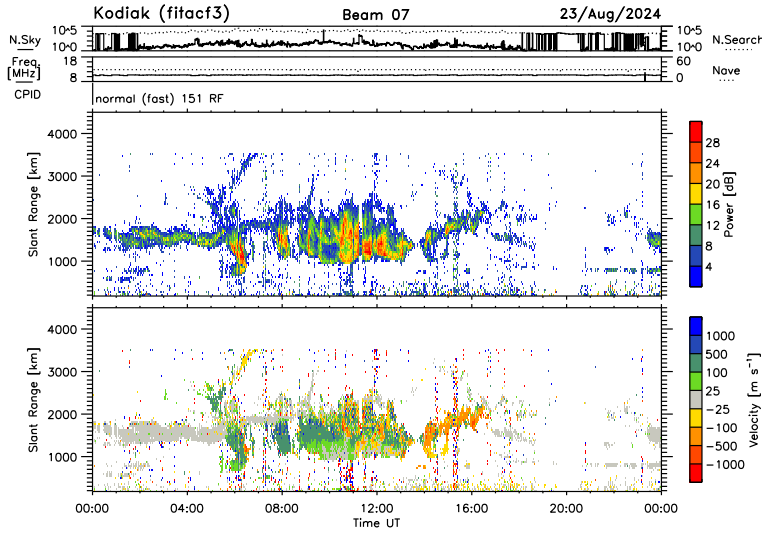 Kodiak (fitacf3) Beam 07 23/Aug/2024
N.Sky 10^5 10^0 10^5 10^0 N.Search
Freq. [MHz] 18 8 60 0 Nave
CPID normal (fast) 151 RF
Slant Range [km] 4000 3000 2000 1000
Power [dB] 28 24 20 16 12 8 4
Slant Range [km] 4000 3000 2000 1000
Velocity [m s⁻¹] 1000 500 100 25 −25 −100 −500 −1000
00:00 04:00 08:00 12:00 16:00 20:00 00:00
Time UT